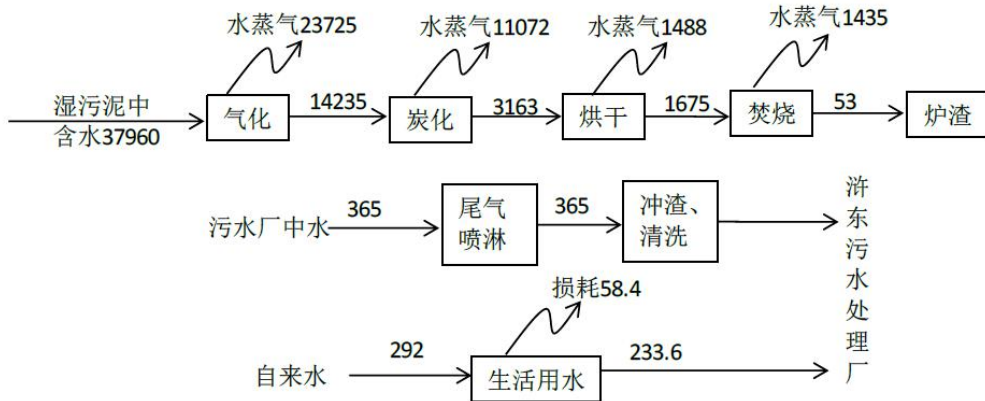 水蒸气23725
水蒸气11072
水蒸气1488
水蒸气1435
湿污泥中
含水37960
气化
14235
炭化
3163
烘干
1675
焚烧
53
炉渣
污水厂中水
365
尾气
喷淋
365
冲渣、
清洗
浒东污水处理厂
损耗58.4
自来水
292
生活用水
233.6